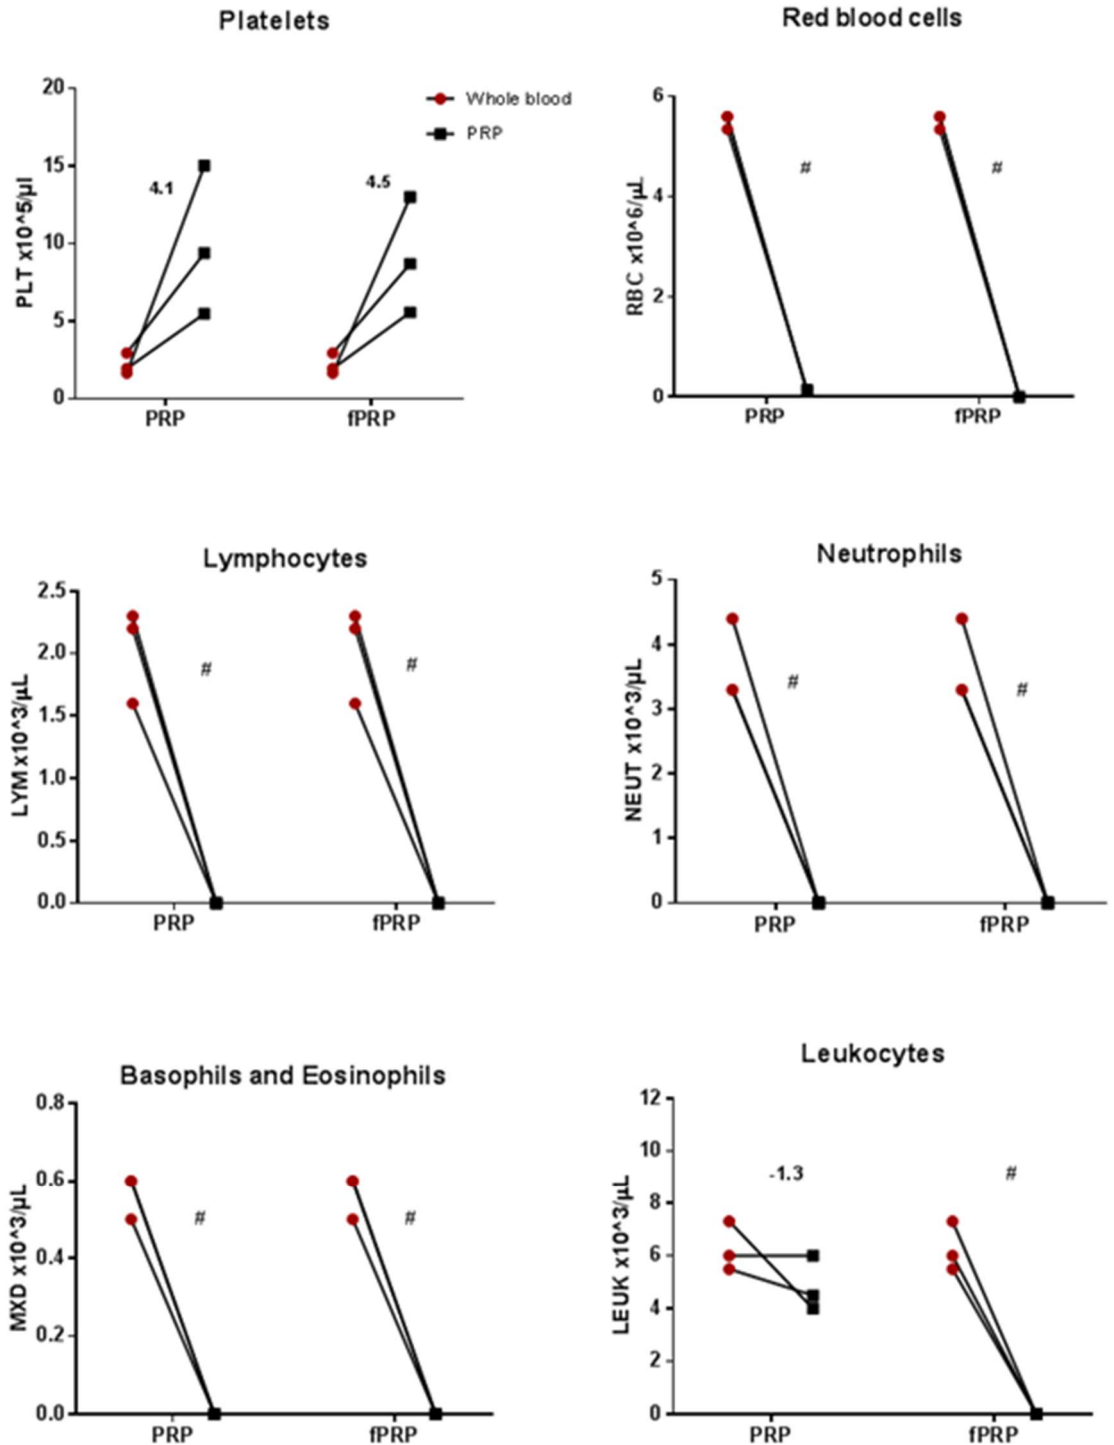 Platelets
20
15
10
5
0
PLT x10^5/µl
4.1
4.5
Whole blood
PRP
PRP
fPRP
Red blood cells
6
4
2
0
RBC x10^6/µL
#
#
PRP
fPRP
Lymphocytes
2.5
2.0
1.5
1.0
0.5
0.0
LYM x10^3/µL
#
#
PRP
fPRP
Neutrophils
5
4
3
2
1
0
NEUT x10^3/µL
#
#
PRP
fPRP
Basophils and Eosinophils
0.8
0.6
0.4
0.2
0.0
MXD x10^3/µL
#
#
PRP
fPRP
Leukocytes
12
10
8
6
4
2
0
LEUK x10^3/µL
-1.3
#
PRP
fPRP